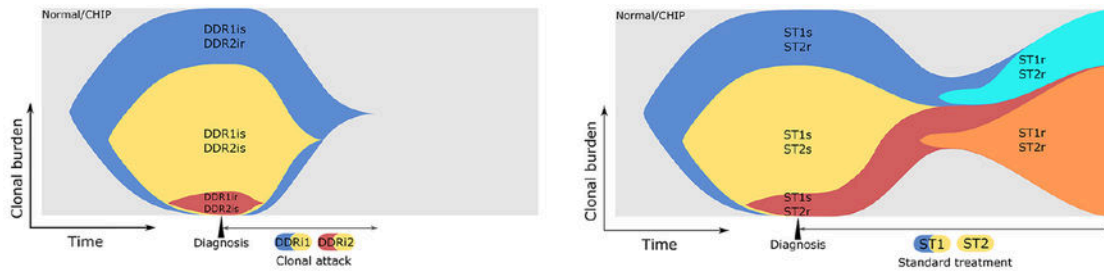 Normal/CHIP
DDR1is
DDR2ir
DDR1is
DDR2is
DDR1ir
DDR2is
Clonal burden
Time
Diagnosis
DDRi1 DDRi2
Clonal attack
Normal/CHIP
ST1s
ST2r
ST1r
ST2r
ST1s
ST2s
ST1r
ST2r
ST1s
ST2r
Clonal burden
Time
Diagnosis
ST1 ST2
Standard treatment